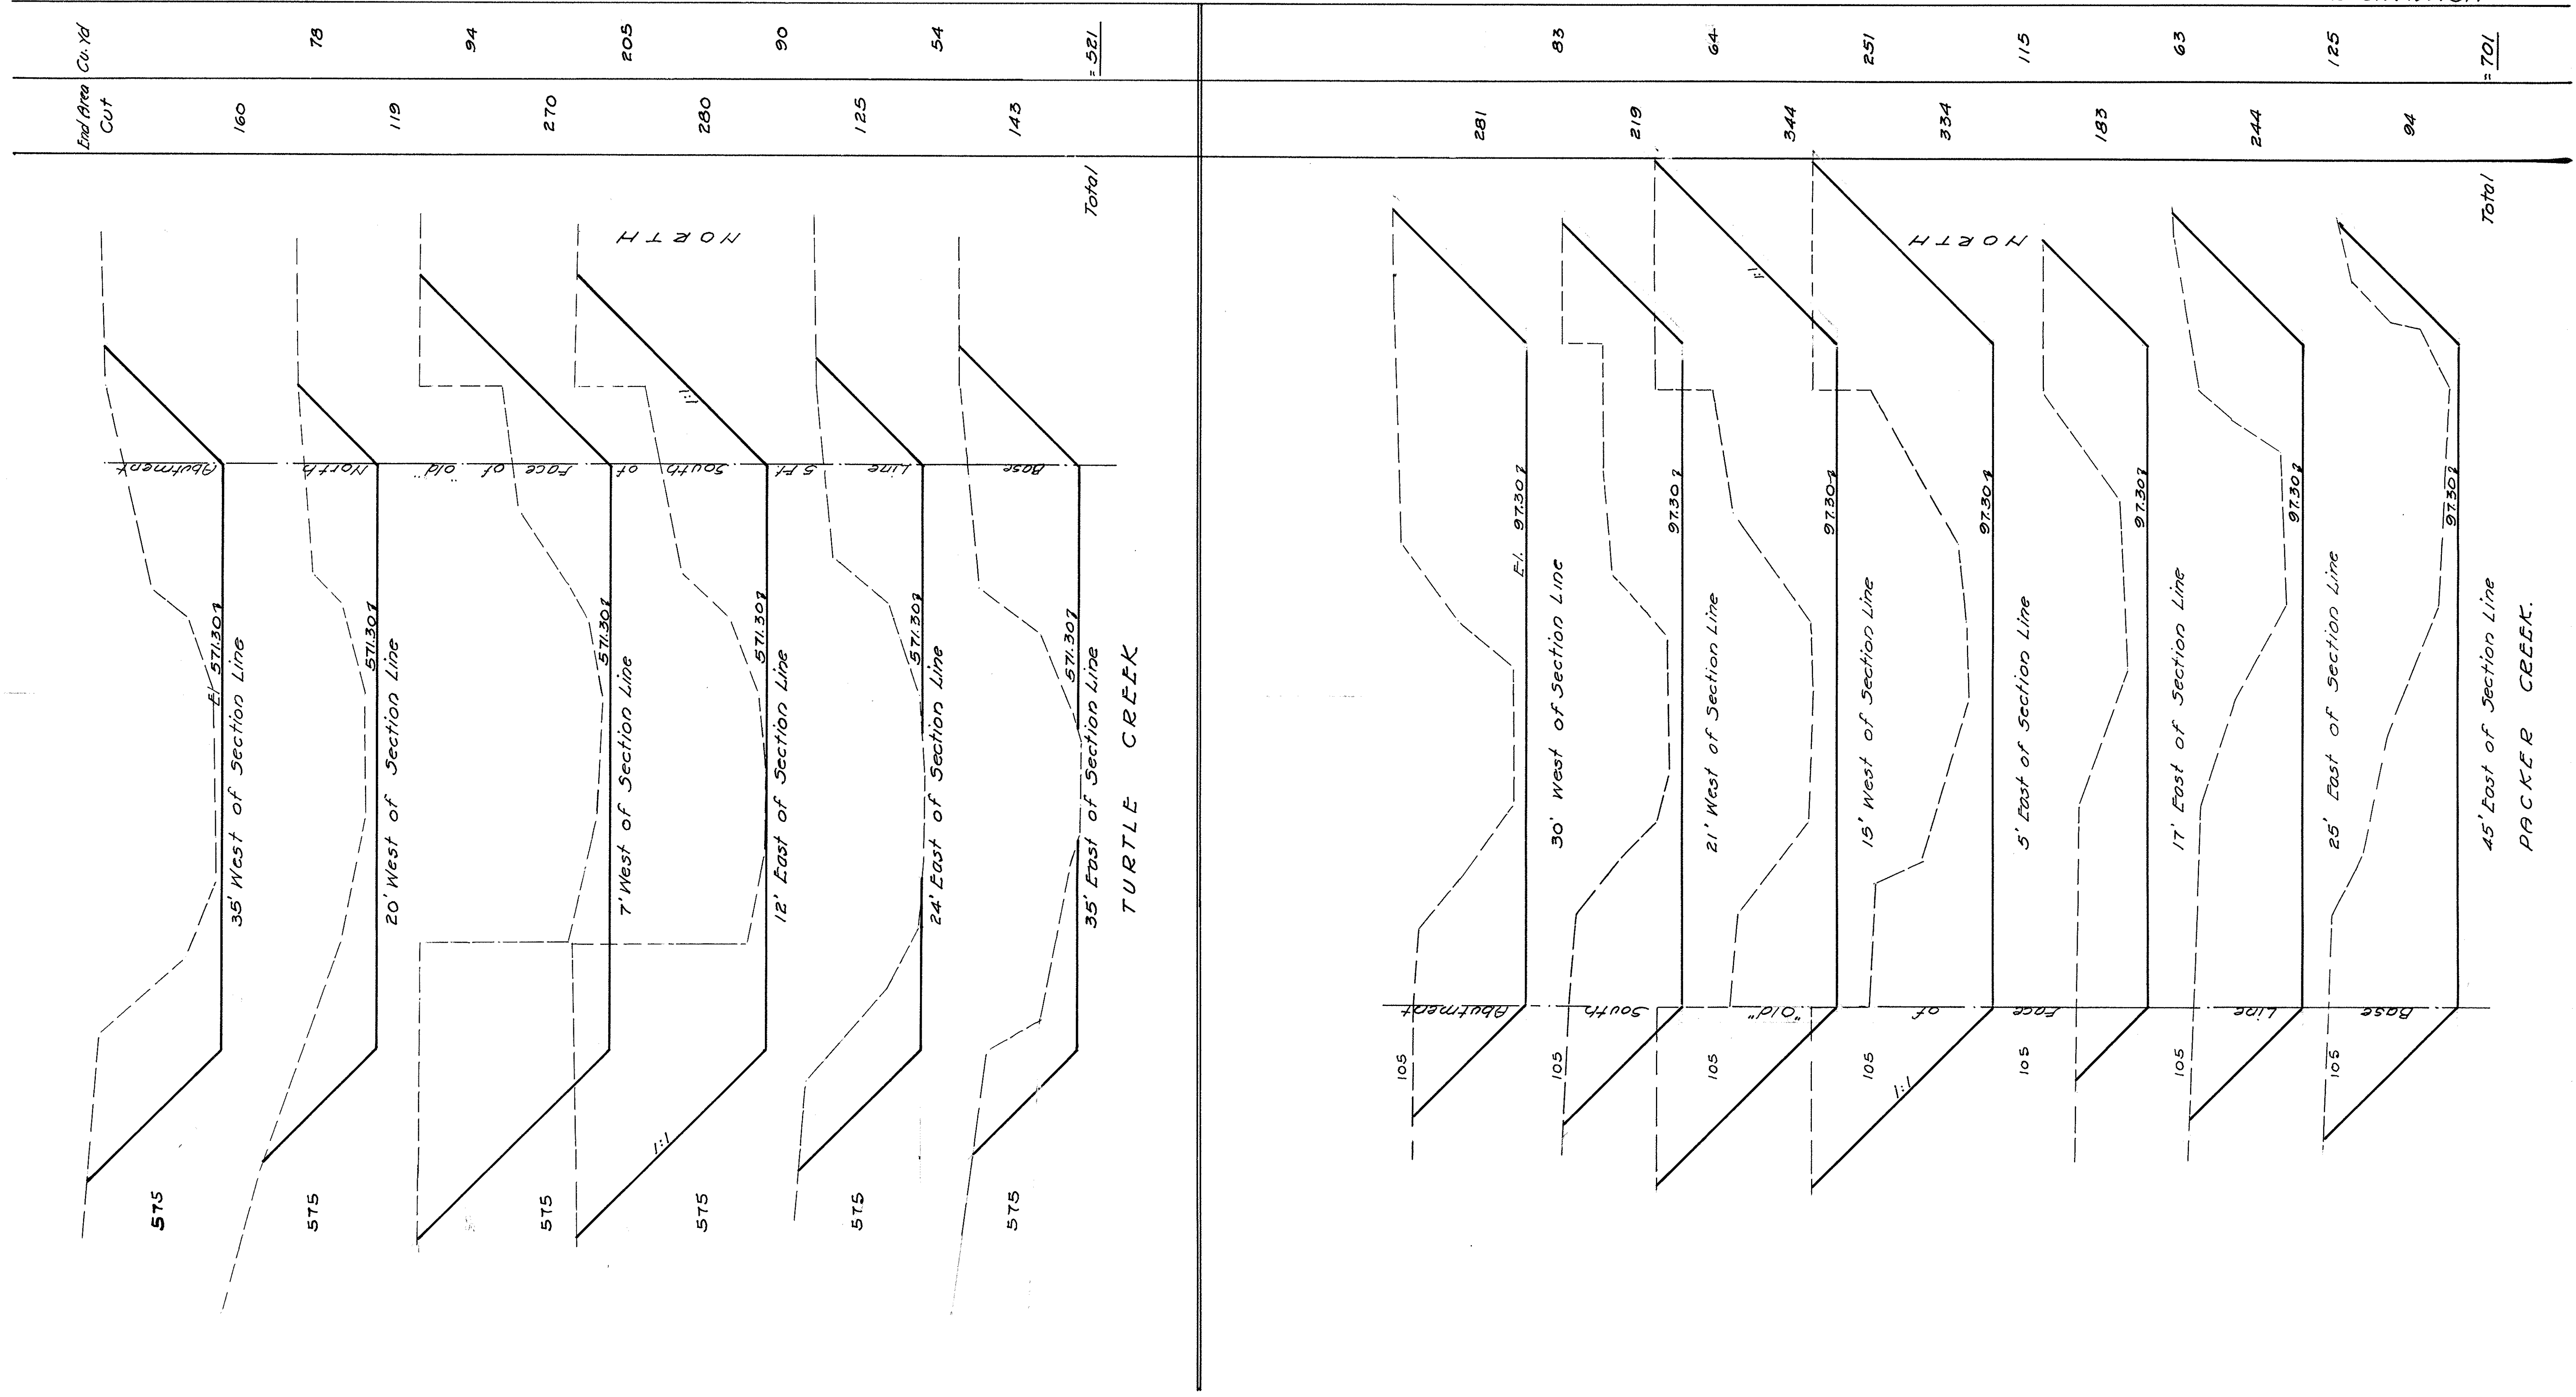 End Area Cut
Cu. Yd
160
78
119
94
270
205
280
90
125
54
143
Total = 521
NORTH
Base Line 5 Ft. South of Face of "old" North Abutment
El. 571.30
35' West of Section Line
575
571.30
20' West of Section Line
575
571.30
7' West of Section Line
575
1:1
1:1
571.30
12' East of Section Line
575
571.30
24' East of Section Line
575
571.30
35' East of Section Line
575
TURTLE CREEK
281
83
219
64
344
251
334
115
183
63
244
125
94
Total = 701
NORTH
Base Line Face of "Old" South Abutment
El. 97.30
30' West of Section Line
105
97.30
21' West of Section Line
105
1:1
97.30
15' West of Section Line
105
1:1
97.30
5' East of Section Line
105
97.30
17' East of Section Line
105
97.30
25' East of Section Line
105
97.30
45' East of Section Line
105
PACKER CREEK.